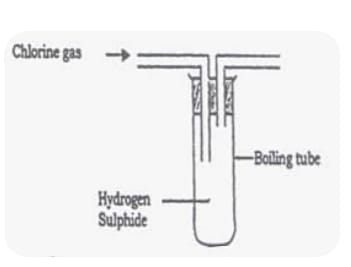 Chlorine gas
Boiling tube
Hydrogen
Sulphide